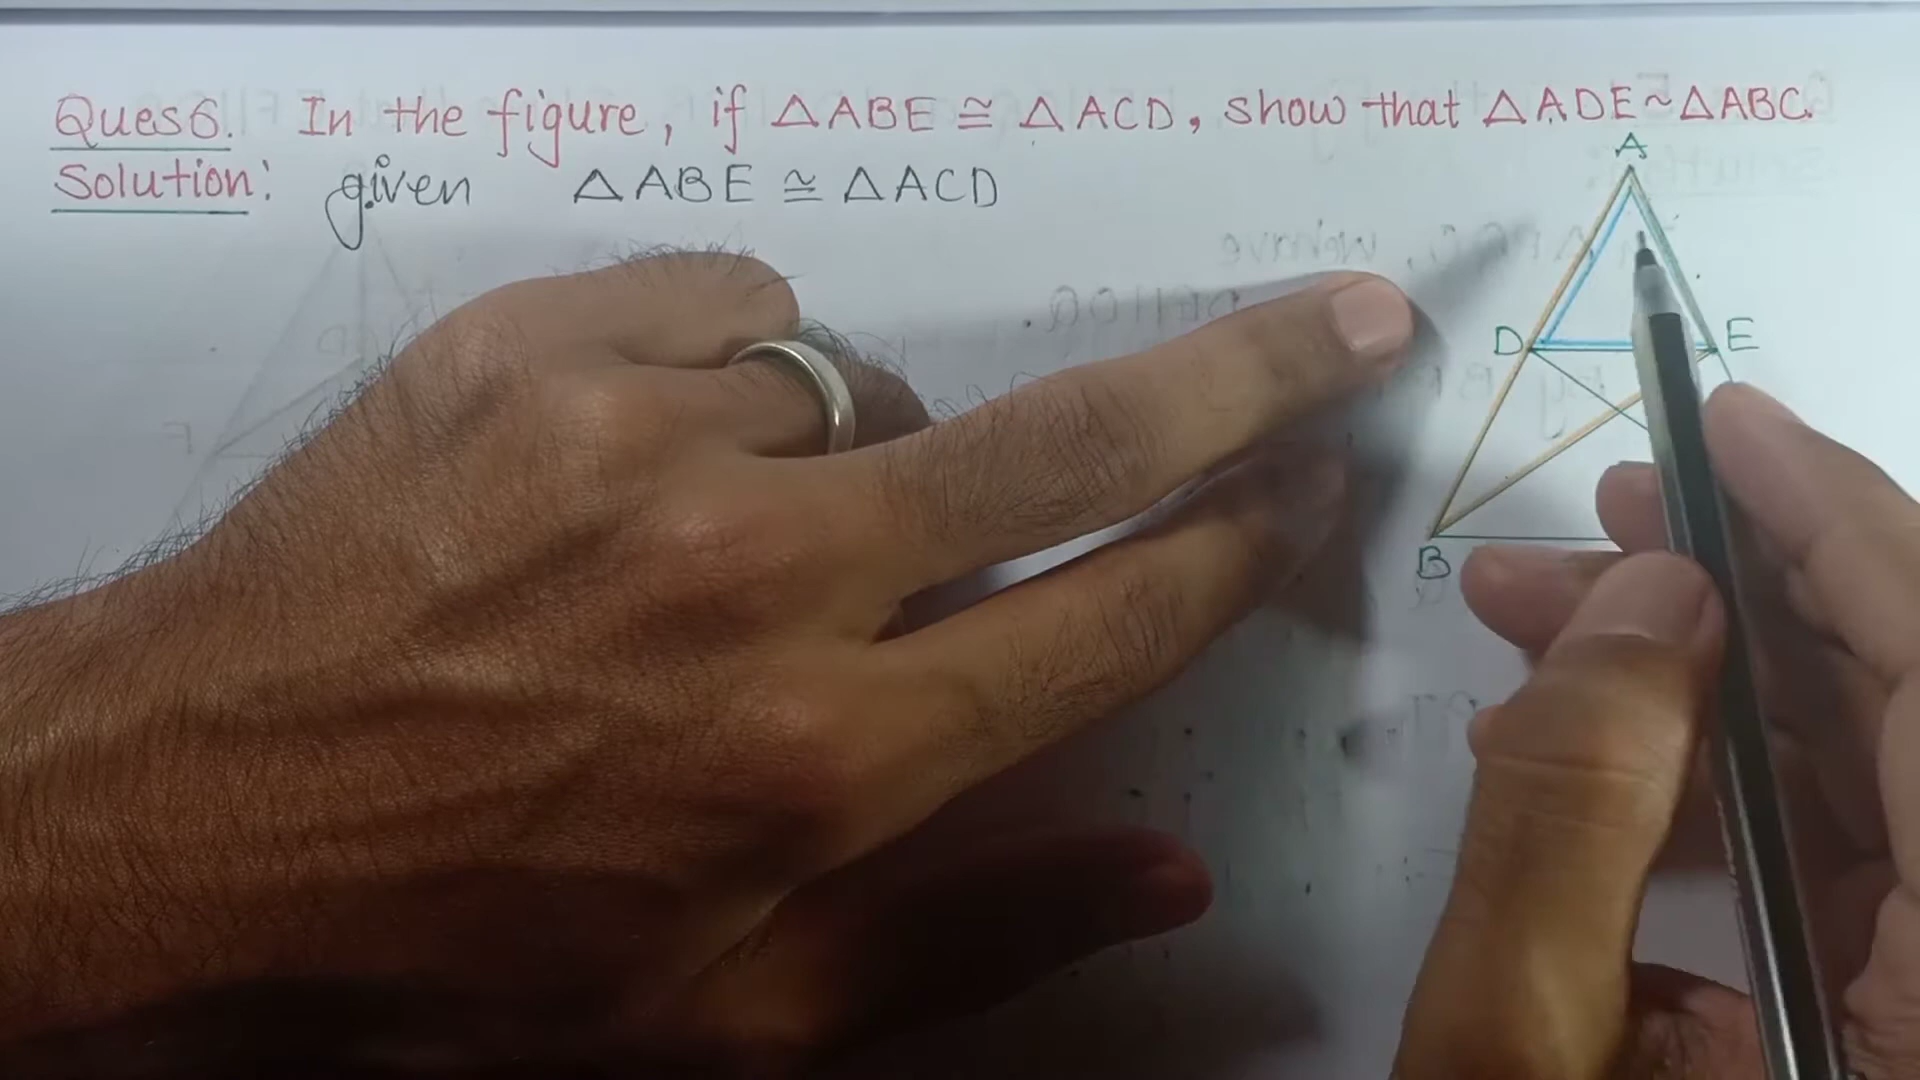 Ques6. In the figure, if △ABE ≅ △ACD, show that △ADE ~ △ABC.
Solution: given △ABE ≅ △ACD
A
D E
B